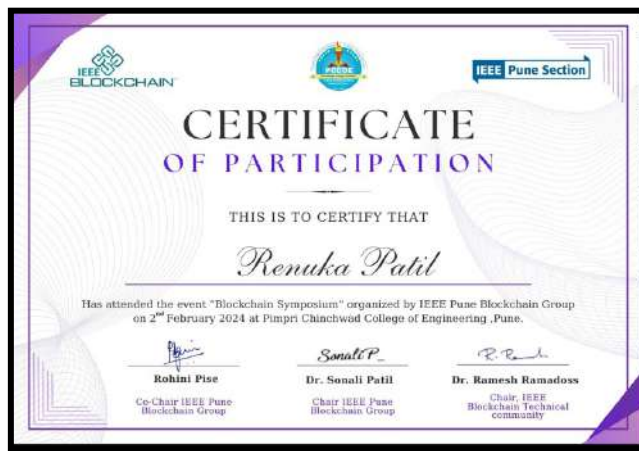 IEEE
BLOCKCHAIN
PCCOE
IEEE Pune Section
CERTIFICATE
OF PARTICIPATION
THIS IS TO CERTIFY THAT
Renuka Patil
Has attended the event "Blockchain Symposium" organized by IEEE Pune Blockchain Group
on 2nd February 2024 at Pimpri Chinchwad College of Engineering ,Pune.
Sonali P_
Rohini Pise
Dr. Sonali Patil
Dr. Ramesh Ramadoss
Co-Chair IEEE Pune
Blockchain Group
Chair IEEE Pune
Blockchain Group
Chair, IEEE
Blockchain Technical
community